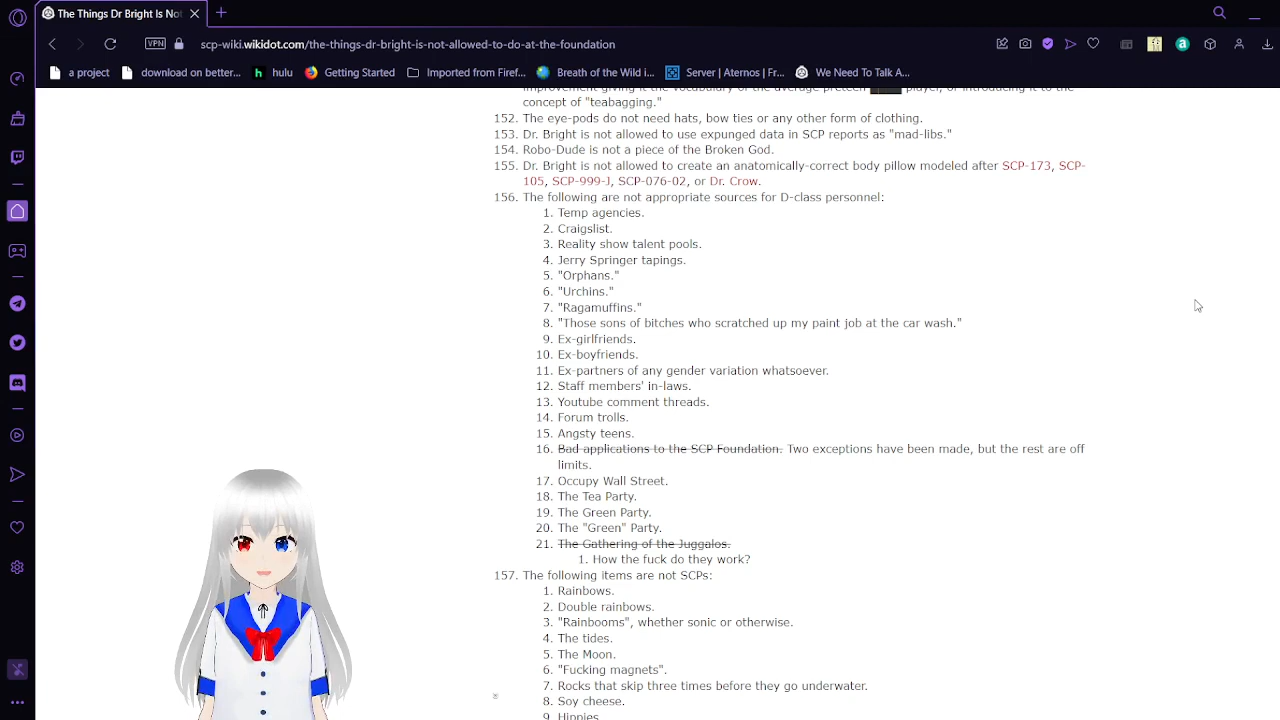 The Things Dr Bright Is Not
VPN
scp-wiki.wikidot.com/the-things-dr-bright-is-not-allowed-to-do-at-the-foundation
a project
download on better...
hulu
Getting Started
Imported from Firef...
Breath of the Wild i...
Server | Aternos | Fr...
We Need To Talk A...
improvement giving it the vocabulary of the average preteen player, or introducing it to the
concept of "teabagging."
152. The eye-pods do not need hats, bow ties or any other form of clothing.
153. Dr. Bright is not allowed to use expunged data in SCP reports as "mad-libs."
154. Robo-Dude is not a piece of the Broken God.
155. Dr. Bright is not allowed to create an anatomically-correct body pillow modeled after SCP-173, SCP-
105, SCP-999-J, SCP-076-02, or Dr. Crow.
156. The following are not appropriate sources for D-class personnel:
1. Temp agencies.
2. Craigslist.
3. Reality show talent pools.
4. Jerry Springer tapings.
5. "Orphans."
6. "Urchins."
7. "Ragamuffins."
8. "Those sons of bitches who scratched up my paint job at the car wash."
9. Ex-girlfriends.
10. Ex-boyfriends.
11. Ex-partners of any gender variation whatsoever.
12. Staff members' in-laws.
13. Youtube comment threads.
14. Forum trolls.
15. Angsty teens.
16. Bad applications to the SCP Foundation. Two exceptions have been made, but the rest are off
limits.
17. Occupy Wall Street.
18. The Tea Party.
19. The Green Party.
20. The "Green" Party.
21. The Gathering of the Juggalos.
1. How the fuck do they work?
157. The following items are not SCPs:
1. Rainbows.
2. Double rainbows.
3. "Rainbooms", whether sonic or otherwise.
4. The tides.
5. The Moon.
6. "Fucking magnets".
7. Rocks that skip three times before they go underwater.
8. Soy cheese.
9. Hippies.